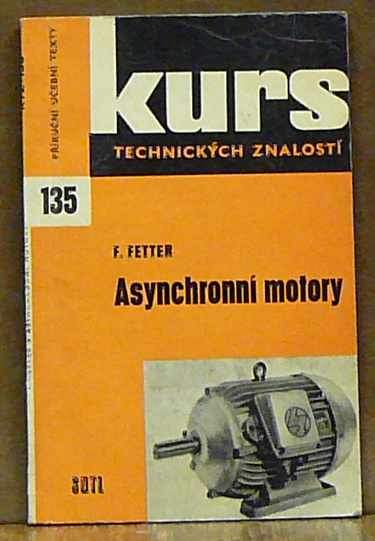 kurs
TECHNICKÝCH ZNALOSTÍ
PŘÍRUČNÍ UČEBNÍ TEXTY
135
F. FETTER
Asynchronní motory
SNTL